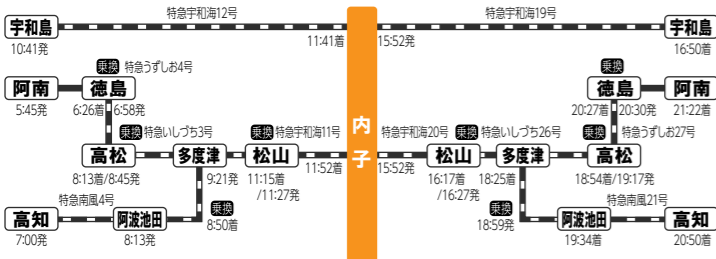 特急宇和海12号
特急宇和海19号
宇和島
10:41発
11:41着
15:52発
宇和島
16:50着
乗換
特急うずしお4号
阿南
徳島
5:45発
6:26着
6:58発
乗換
徳島
阿南
20:27着
20:30発
21:22着
乗換
特急いしづち3号
乗換
特急宇和海11号
内子
特急宇和海20号
乗換
特急いしづち26号
乗換
特急うずしお27号
高松
多度津
松山
8:13着/8:45発
9:21発
11:15着
/11:27発
11:52着
15:52発
松山
多度津
高松
16:17着
/16:27発
18:25着
18:54着/19:17発
特急南風4号
乗換
8:50着
高知
阿波池田
7:00発
8:13発
乗換
18:59発
特急南風21号
阿波池田
高知
19:34着
20:50着